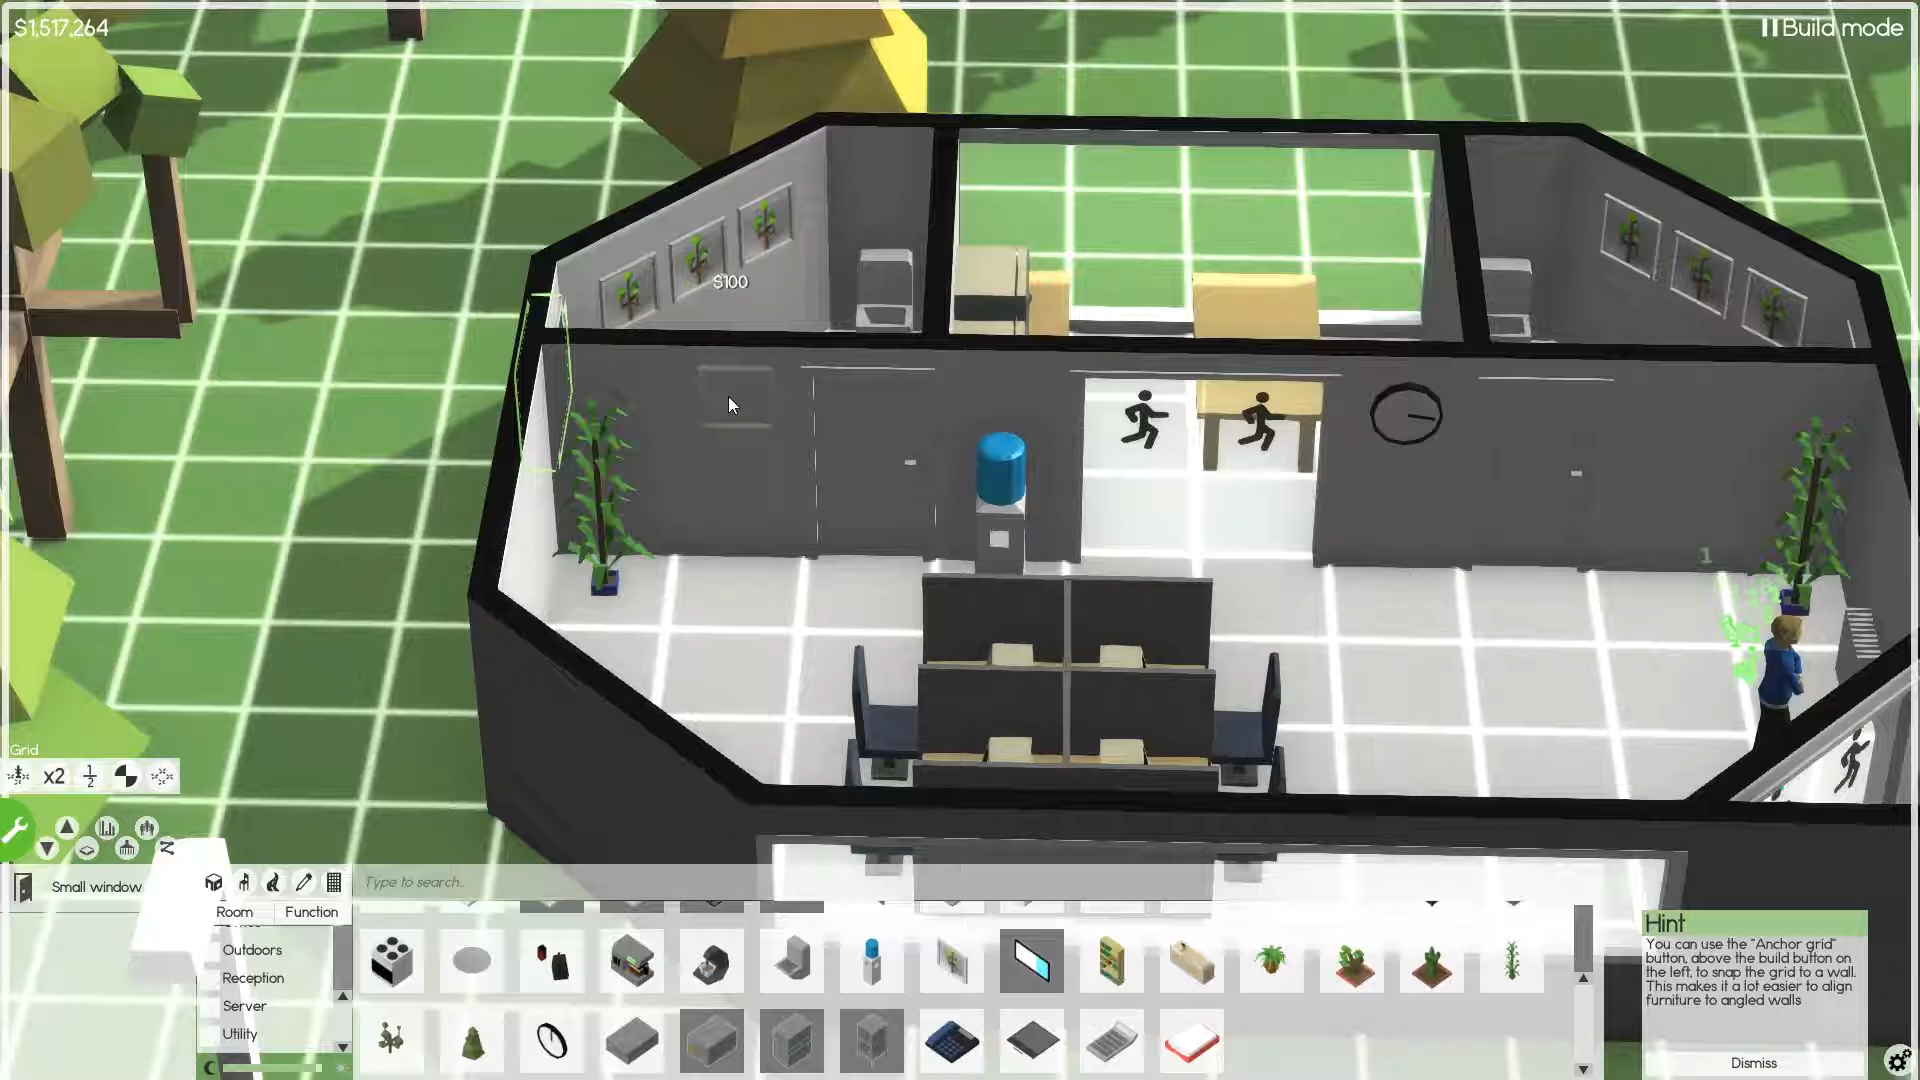 $1,517,264
Build mode
$100
1
Grid
x2
1/2
Small window
Type to search..
Room
Function
Outdoors
Reception
Server
Utility
Hint
You can use the "Anchor grid"
button, above the build button on
the left, to snap the grid to a wall.
This makes it a lot easier to align
furniture to angled walls
Dismiss